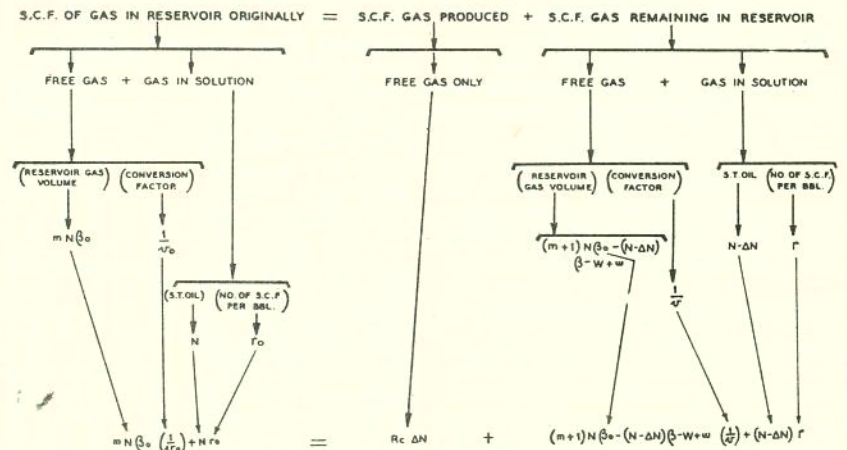 S.C.F. OF GAS IN RESERVOIR ORIGINALLY = S.C.F. GAS PRODUCED + S.C.F. GAS REMAINING IN RESERVOIR
FREE GAS + GAS IN SOLUTION
FREE GAS ONLY
FREE GAS + GAS IN SOLUTION
(RESERVOIR GAS VOLUME) (CONVERSION FACTOR.)
(RESERVOIR GAS VOLUME) (CONVERSION FACTOR)
S.T. OIL (NO. OF S.C.F. PER BBL.)
mNβo
1/vo
(m+1)Nβo-(N-ΔN)
β-W+w
N-ΔN
r
(S.T.OIL) (NO. OF S.C.F PER BBL.)
1/v
N
ro
mNβo (1/vo)+Nro = Rc ΔN + (m+1)Nβo-(N-ΔN)β-W+w (1/v)+(N-ΔN) r